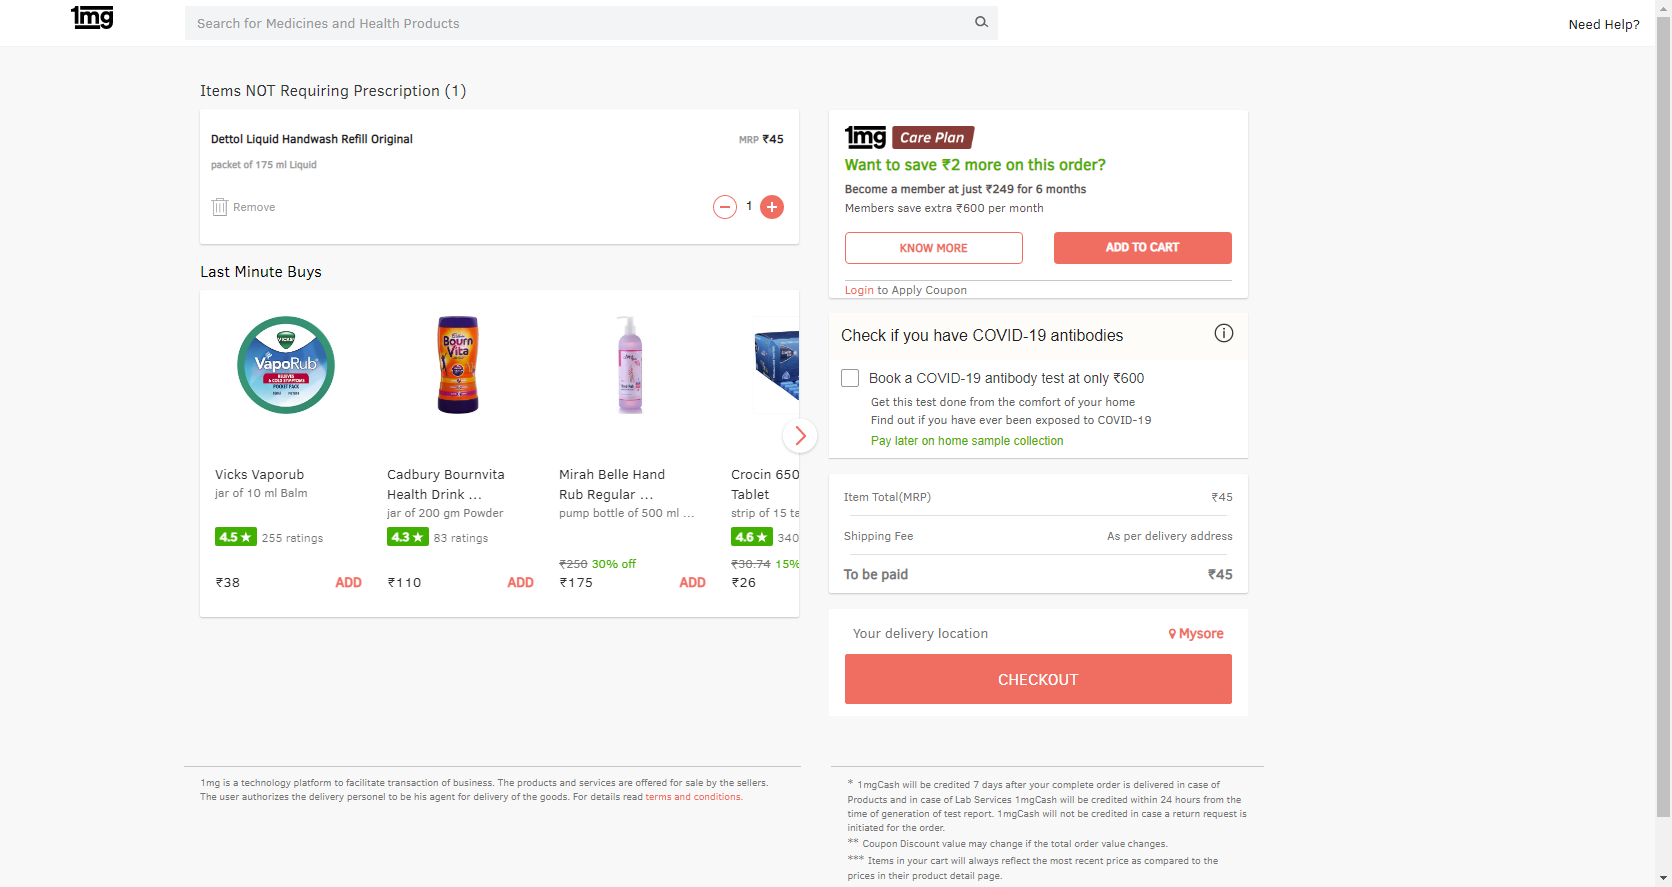 1mg
Search for Medicines and Health Products
Need Help?
Items NOT Requiring Prescription (1)
Dettol Liquid Handwash Refill Original
MRP ₹45
packet of 175 ml Liquid
Remove
1
Last Minute Buys
VICKS
VapoRub
RELIEVES
6 COLD SYMPTOMS
POCKET PACK
Cadbury
Bourn
Vita
Vicks Vaporub
jar of 10 ml Balm
4.5 ★ 255 ratings
₹38
ADD
Cadbury Bournvita
Health Drink ...
jar of 200 gm Powder
4.3 ★ 83 ratings
₹110
ADD
Mirah Belle Hand
Rub Regular ...
pump bottle of 500 ml ...
₹250 30% off
₹175
ADD
Crocin 650
Tablet
strip of 15 ta
4.6 ★ 340
₹30.74 15%
₹26
1mg Care Plan
Want to save ₹2 more on this order?
Become a member at just ₹249 for 6 months
Members save extra ₹600 per month
KNOW MORE
ADD TO CART
Login to Apply Coupon
Check if you have COVID-19 antibodies
Book a COVID-19 antibody test at only ₹600
Get this test done from the comfort of your home
Find out if you have ever been exposed to COVID-19
Pay later on home sample collection
Item Total(MRP) ₹45
Shipping Fee As per delivery address
To be paid ₹45
Your delivery location Mysore
CHECKOUT
1mg is a technology platform to facilitate transaction of business. The products and services are offered for sale by the sellers.
The user authorizes the delivery personel to be his agent for delivery of the goods. For details read terms and conditions.
* 1mgCash will be credited 7 days after your complete order is delivered in case of
Products and in case of Lab Services 1mgCash will be credited within 24 hours from the
time of generation of test report. 1mgCash will not be credited in case a return request is
initiated for the order.
** Coupon Discount value may change if the total order value changes.
*** Items in your cart will always reflect the most recent price as compared to the
prices in their product detail page.